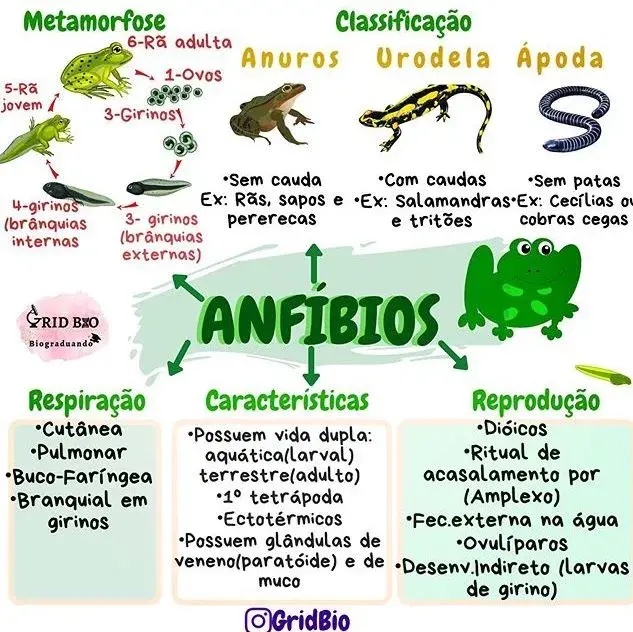 Metamorfose
6-Rã adulta
1-Ovos
3-Girinos
3- girinos
(brânquias
externas)
4-girinos
(brânquias
internas
5-Rã
jovem
Classificação
Anuros
•Sem cauda
Ex: Rãs, sapos e
pererecas
Urodela
•Com caudas
•Ex: Salamandras
e tritões
Ápoda
•Sem patas
•Ex: Cecílias ou
cobras cegas
ANFÍBIOS
GRID BIO
Biograduando
Respiração
•Cutânea
•Pulmonar
•Buco-Faríngea
•Branquial em
girinos
Características
•Possuem vida dupla:
aquática(larval)
terrestre(adulto)
•1º tetrápoda
•Ectotérmicos
•Possuem glândulas de
veneno(paratóide) e de
muco
Reprodução
•Dióicos
•Ritual de
acasalamento por
(Amplexo)
•Fec.externa na água
•Ovulíparos
•Desenv.Indireto (larvas
de girino)
GridBio